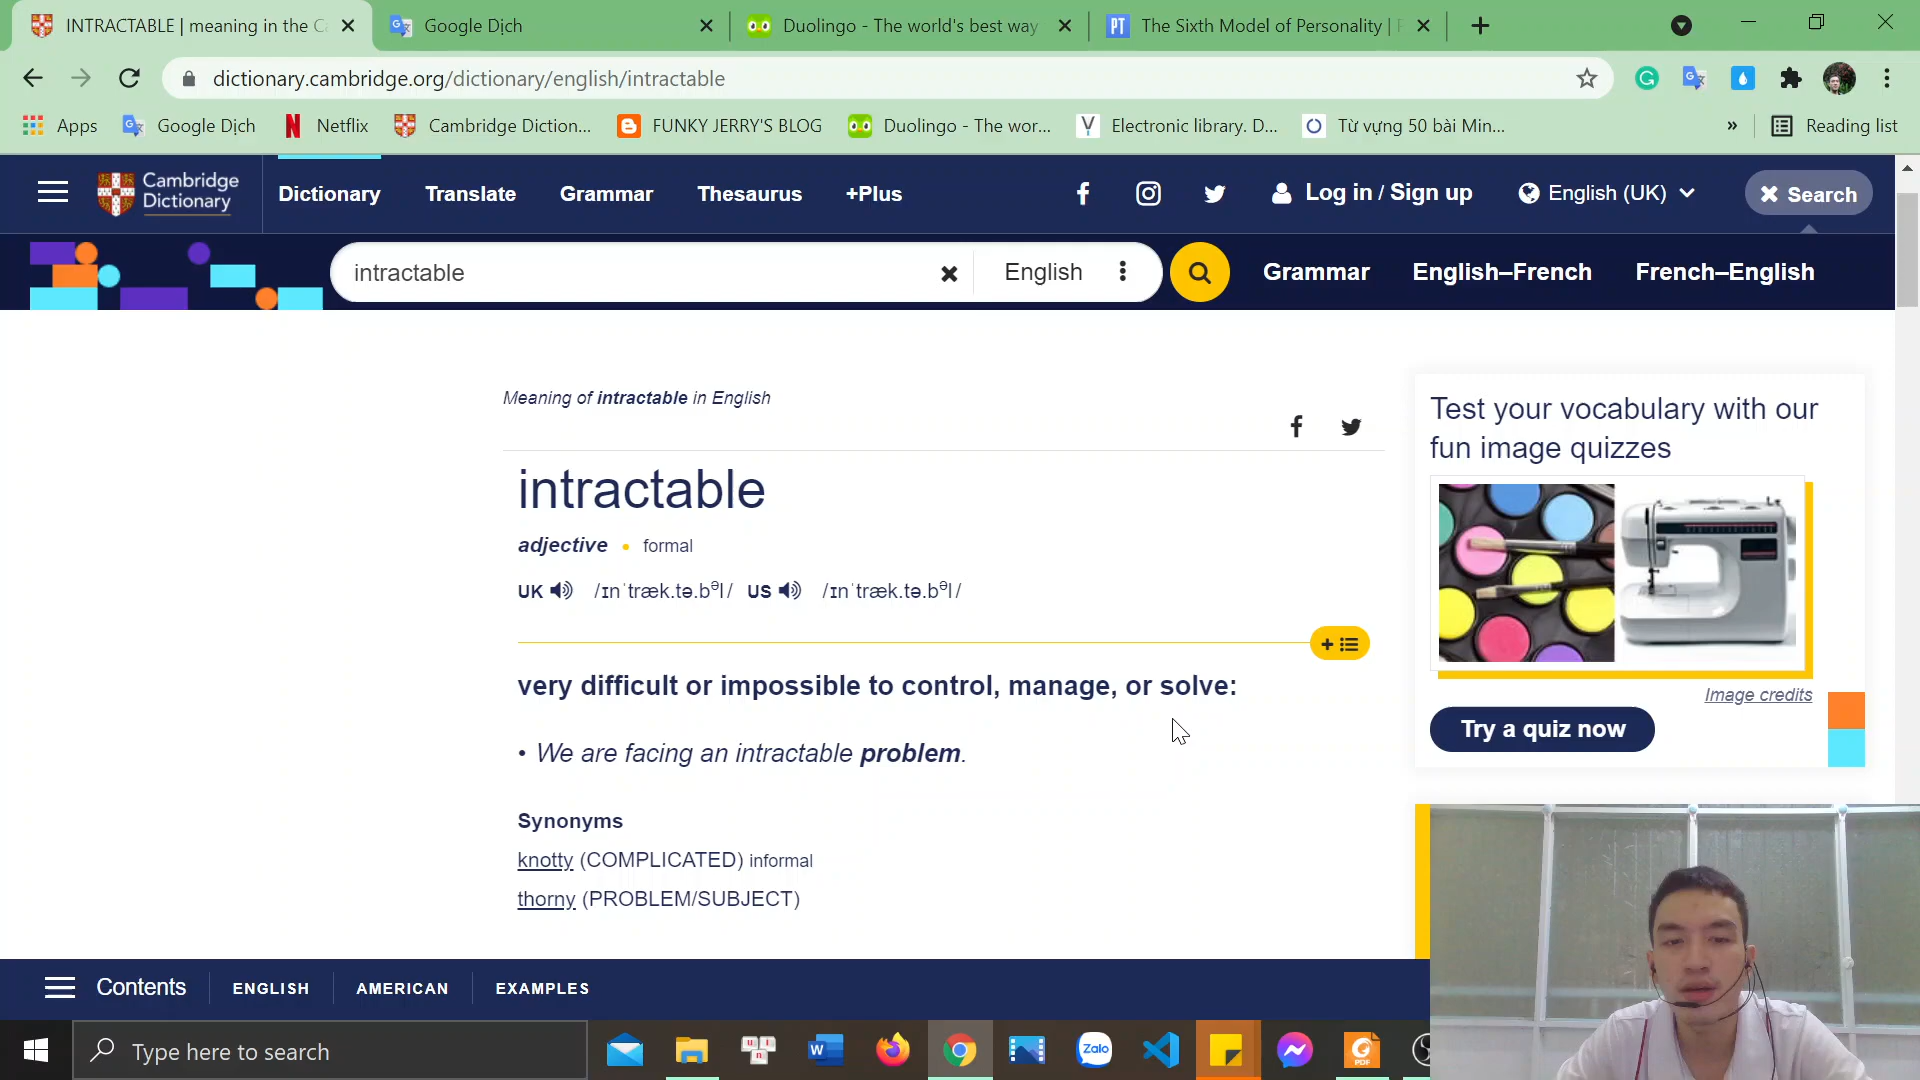 INTRACTABLE | meaning in the Ca
Google Dịch
Duolingo - The world's best way
PT
The Sixth Model of Personality | P
dictionary.cambridge.org/dictionary/english/intractable
Apps
Google Dịch
Netflix
Cambridge Diction...
FUNKY JERRY'S BLOG
Duolingo - The wor...
Electronic library. D...
Từ vựng 50 bài Min...
»
Reading list
Cambridge
Dictionary
Dictionary
Translate
Grammar
Thesaurus
+Plus
Log in / Sign up
English (UK)
Search
intractable
English
Grammar
English–French
French–English
Meaning of intractable in English
intractable
adjective • formal
UK /ɪnˈtræk.tə.bᵊl/ US /ɪnˈtræk.tə.bᵊl/
very difficult or impossible to control, manage, or solve:
• We are facing an intractable problem.
Synonyms
knotty (COMPLICATED) informal
thorny (PROBLEM/SUBJECT)
Test your vocabulary with our
fun image quizzes
Image credits
Try a quiz now
Contents
ENGLISH
AMERICAN
EXAMPLES
Type here to search
Zalo
PDF